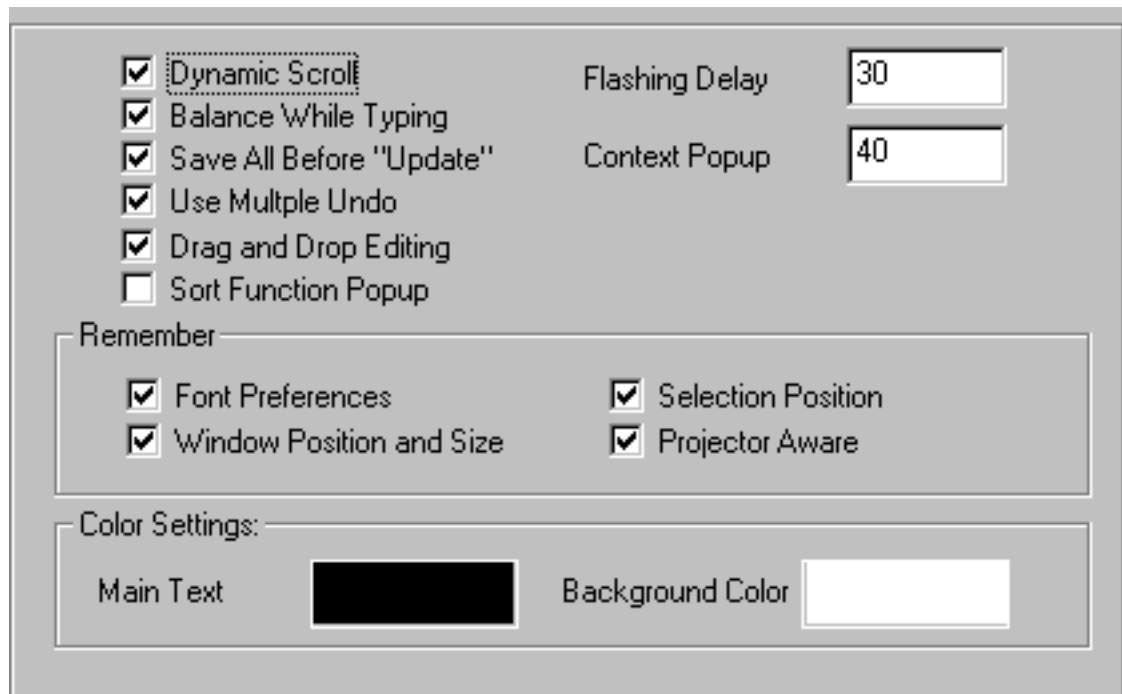 Dynamic Scroll
Flashing Delay 30
Balance While Typing
Save All Before "Update"
Context Popup 40
Use Multple Undo
Drag and Drop Editing
Sort Function Popup
Remember
Font Preferences
Selection Position
Window Position and Size
Projector Aware
Color Settings:
Main Text
Background Color